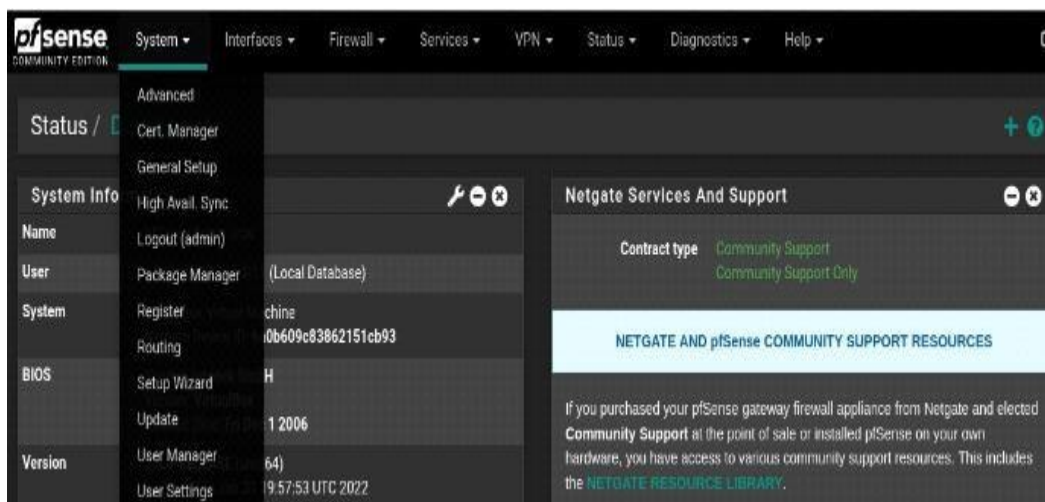 pfsense System Interfaces Firewall Services VPN Status Diagnostics Help
COMMUNITY EDITION
Advanced
Cert. Manager
General Setup
High Avail. Sync
Logout (admin)
Package Manager
Register
Routing
Setup Wizard
Update
User Manager
User Settings
Status /
System Info
Name
User (Local Database)
System chine
0b609c83862151cb93
BIOS H
1 2006
Version 64)
19:57:53 UTC 2022
Netgate Services And Support
Contract type Community Support
Community Support Only
NETGATE AND pfSense COMMUNITY SUPPORT RESOURCES
If you purchased your pfSense gateway firewall appliance from Netgate and elected
Community Support at the point of sale or installed pfSense on your own
hardware, you have access to various community support resources. This includes
the NETGATE RESOURCE LIBRARY.